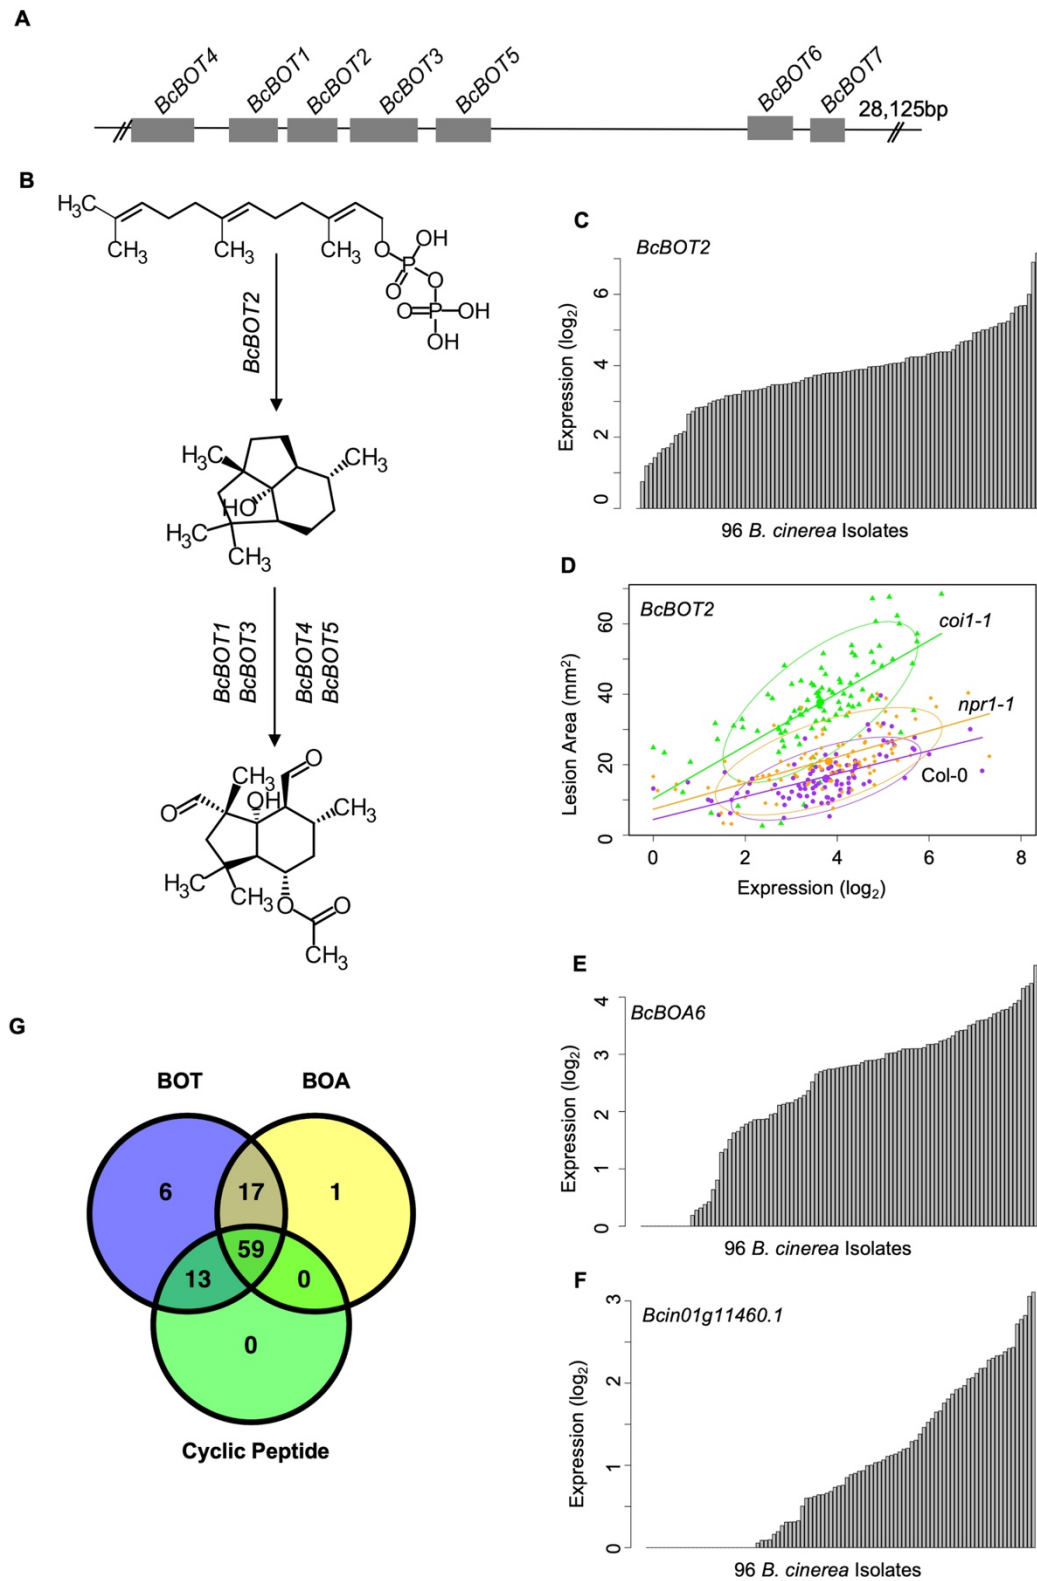 A
BcBOT4
BcBOT1
BcBOT2
BcBOT3
BcBOT5
BcBOT6
BcBOT7
28,125bp
B
H₃C
CH₃
CH₃
CH₃
O
OH
P
O
O
O
P
OH
OH
BcBOT2
H₃C
CH₃
HO
H₃C
CH₃
BcBOT1
BcBOT3
BcBOT4
BcBOT5
O
O
CH₃
OH
CH₃
H₃C
CH₃
O
O
CH₃
C
BcBOT2
Expression (log₂)
0
2
4
6
96 B. cinerea Isolates
D
BcBOT2
coi1-1
npr1-1
Col-0
Lesion Area (mm²)
0
20
40
60
0 2 4 6 8
Expression (log₂)
E
BcBOA6
Expression (log₂)
0
1
2
3
4
96 B. cinerea Isolates
F
Bcin01g11460.1
Expression (log₂)
0
1
2
3
96 B. cinerea Isolates
G
BOT BOA
6 17 1
59
13 0
0
Cyclic Peptide